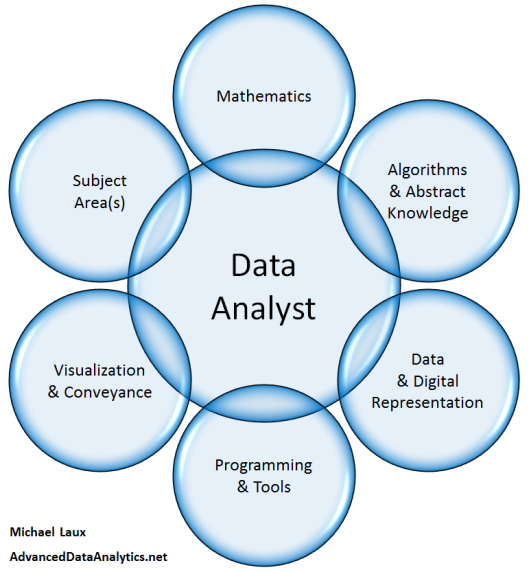 Mathematics
Algorithms
& Abstract
Knowledge
Subject
Area(s)
Data
Analyst
Visualization
& Conveyance
Data
& Digital
Representation
Programming
& Tools
Michael Laux
AdvancedDataAnalytics.net